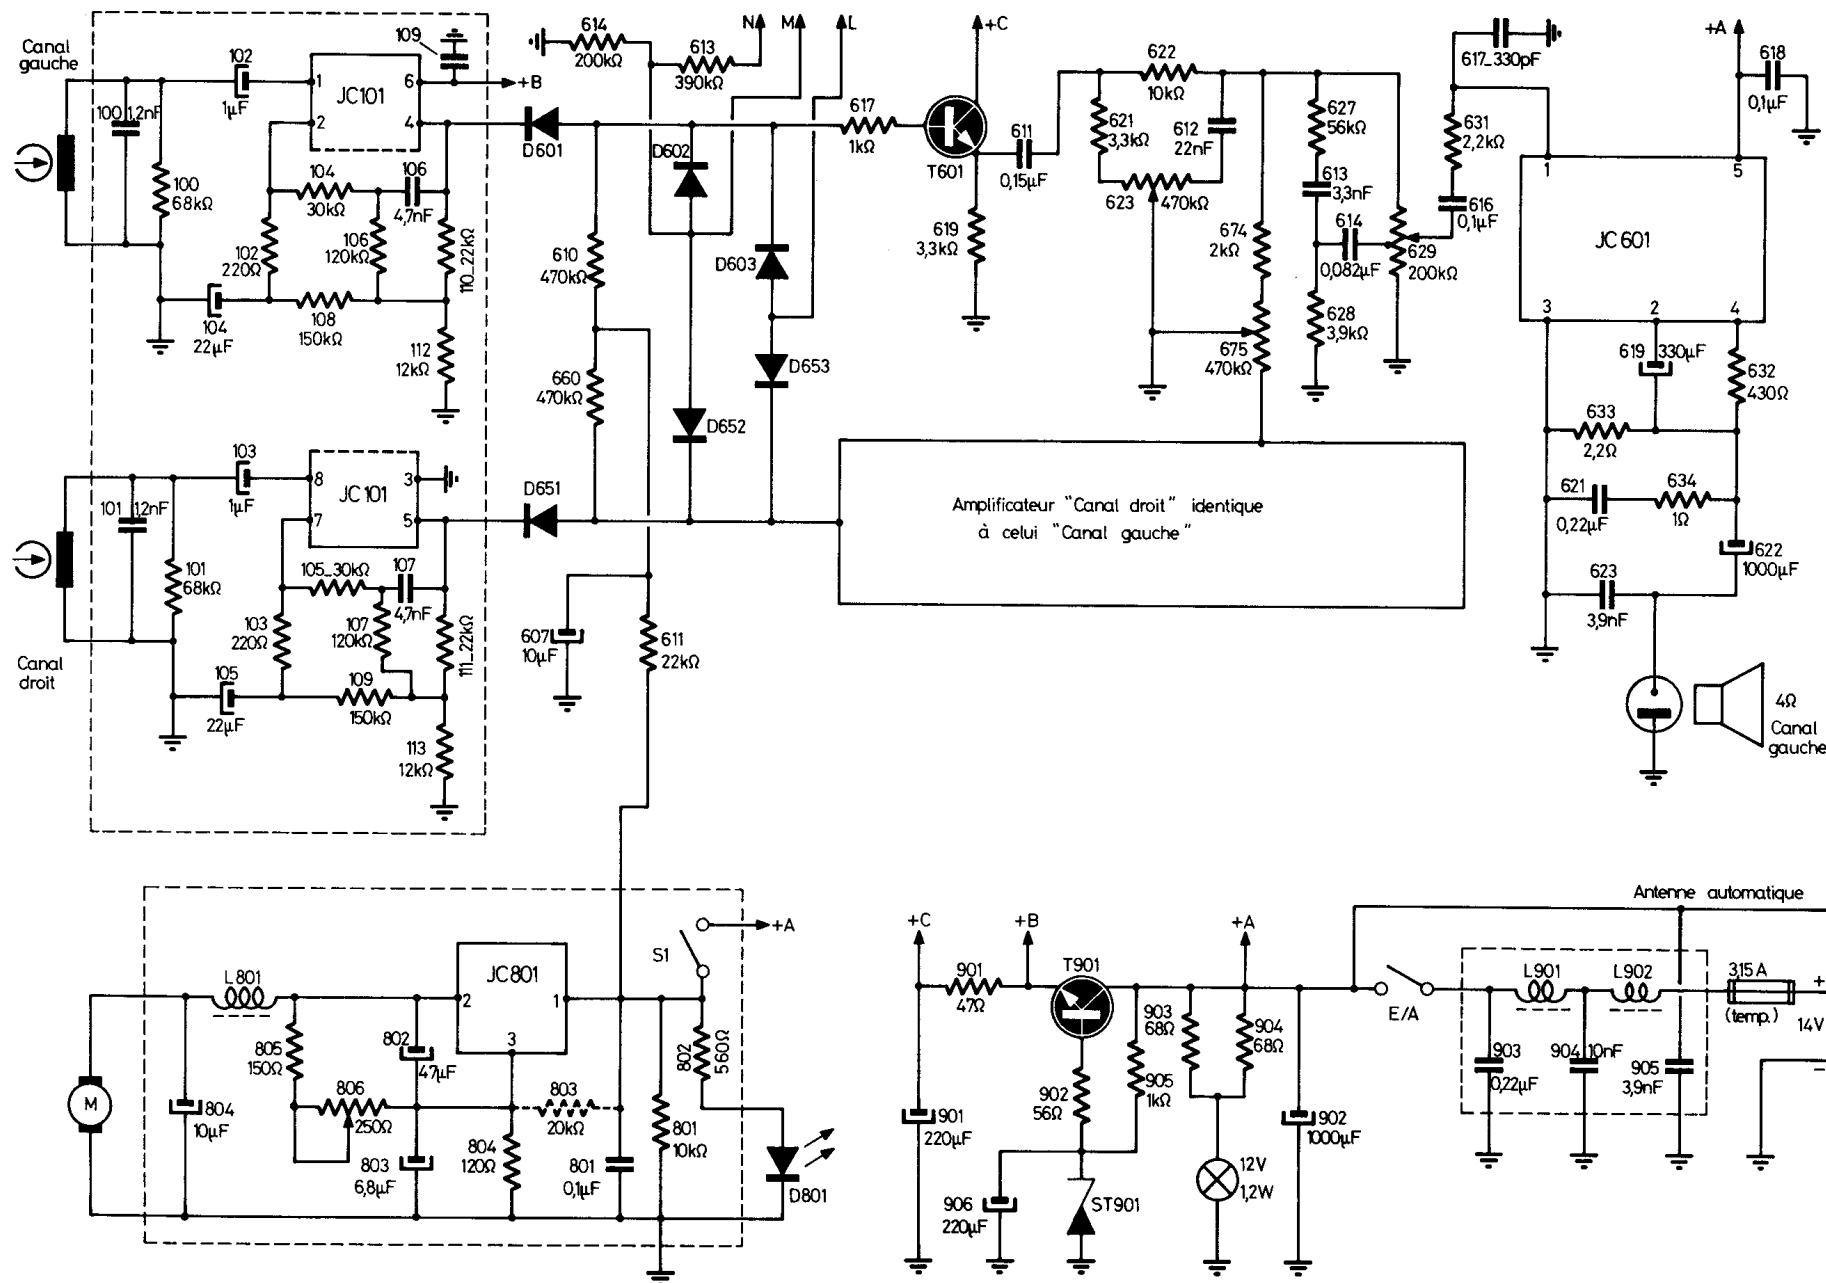 Canal
gauche
100
1,2nF
102
1µF
100
68kΩ
109
JC101
1
2
6
4
+B
104
30kΩ
106
4,7nF
102
220Ω
106
120kΩ
110_22kΩ
104
22µF
108
150kΩ
112
12kΩ
D601
614
200kΩ
613
390kΩ
N
M
L
D602
D603
610
470kΩ
660
470kΩ
D652
D653
617
1kΩ
T601
+C
619
3,3kΩ
611
0,15µF
622
10kΩ
621
3,3kΩ
612
22nF
623
470kΩ
674
2kΩ
675
470kΩ
627
56kΩ
613
3,3nF
614
0,082µF
628
3,9kΩ
629
200kΩ
617_330pF
631
2,2kΩ
616
0,1µF
+A
618
0,1µF
JC601
1
5
3
2
4
619
330µF
632
430Ω
633
2,2Ω
621
0,22µF
634
1Ω
622
1000µF
623
3,9nF
4Ω
Canal
gauche
Canal
droit
101
1,2nF
103
1µF
101
68kΩ
JC101
8
7
3
5
105_30kΩ
107
4,7nF
103
220Ω
107
120kΩ
111_22kΩ
105
22µF
109
150kΩ
113
12kΩ
D651
Amplificateur "Canal droit" identique
à celui "Canal gauche"
607
10µF
611
22kΩ
M
804
10µF
L801
805
150Ω
806
250Ω
802
47µF
803
6,8µF
JC801
2
1
3
803
20kΩ
804
120Ω
801
0,1µF
801
10kΩ
802
560Ω
S1
+A
D801
+C
+B
+A
901
47Ω
T901
901
220µF
902
56Ω
905
1kΩ
906
220µF
ST901
903
68Ω
904
68Ω
12V
1,2W
902
1000µF
E/A
Antenne automatique
L901
L902
903
0,22µF
904
10nF
905
3,9nF
3,15 A
(temp.)
+
14V
−